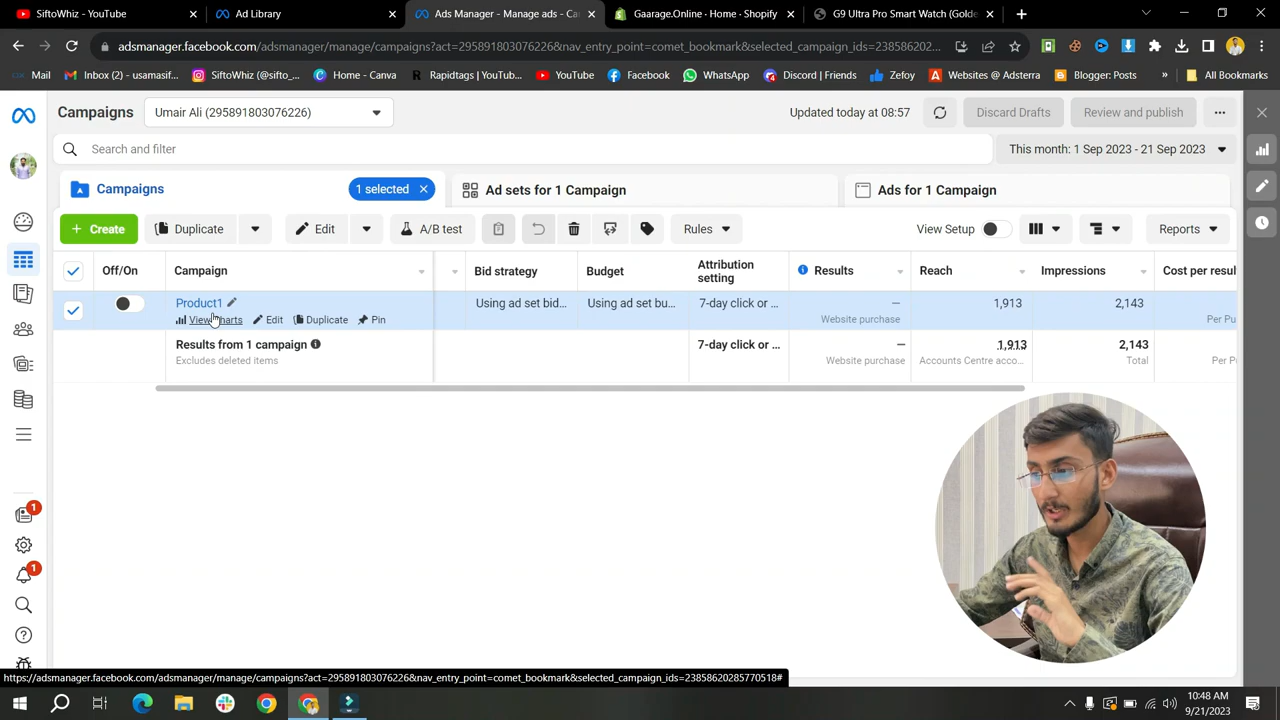 SiftoWhiz - YouTube
Ad Library
Ads Manager - Manage ads - Ca
Gaarage.Online · Home · Shopify
G9 Ultra Pro Smart Watch (Golde
adsmanager.facebook.com/adsmanager/manage/campaigns?act=295891803076226&nav_entry_point=comet_bookmark&selected_campaign_ids=238586202...
Mail
Inbox (2) - usamasif...
SiftoWhiz (@sifto_...
Home - Canva
Rapidtags | YouTub...
YouTube
Facebook
WhatsApp
Discord | Friends
Zefoy
Websites @ Adsterra
Blogger: Posts
»
All Bookmarks
Campaigns
Umair Ali (295891803076226)
Updated today at 08:57
Discard Drafts
Review and publish
Search and filter
This month: 1 Sep 2023 - 21 Sep 2023
Campaigns
1 selected
Ad sets for 1 Campaign
Ads for 1 Campaign
+ Create
Duplicate
Edit
A/B test
Rules
View Setup
Reports
Off/On
Campaign
Bid strategy
Budget
Attribution
setting
Results
Reach
Impressions
Cost per resul
Product1
Using ad set bid...
Using ad set bu...
7-day click or ...
—
1,913
2,143
View Charts
Edit
Duplicate
Pin
Website purchase
Per Pu
Results from 1 campaign
7-day click or ...
—
1,913
2,143
Excludes deleted items
Website purchase
Accounts Centre acco...
Total
Per P
1
1
https://adsmanager.facebook.com/adsmanager/manage/campaigns?act=295891803076226&nav_entry_point=comet_bookmark&selected_campaign_ids=23858620285770518#
10:48 AM
9/21/2023